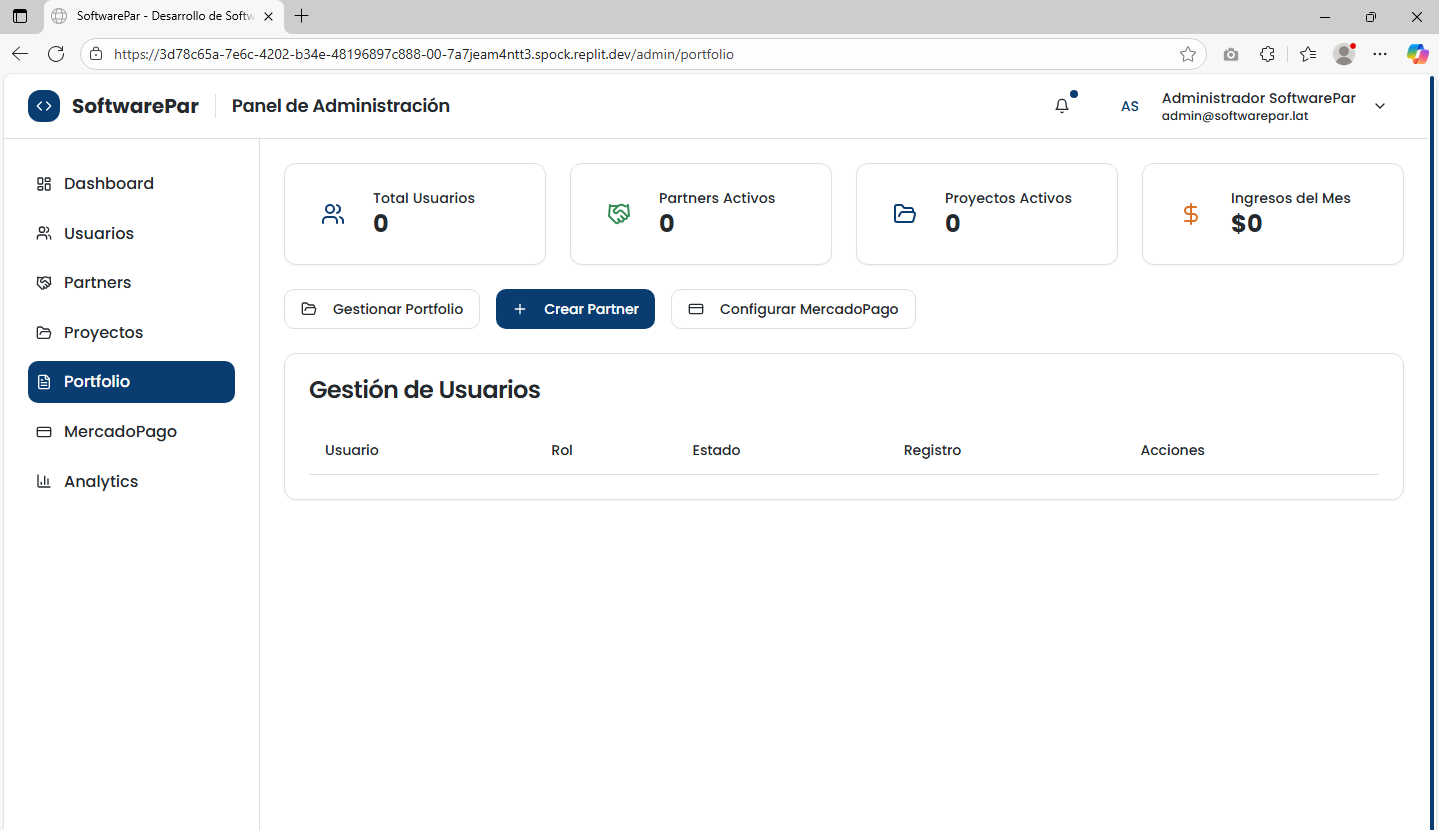 SoftwarePar - Desarrollo de Softw
https://3d78c65a-7e6c-4202-b34e-48196897c888-00-7a7jeam4ntt3.spock.replit.dev/admin/portfolio
SoftwarePar
Panel de Administración
AS
Administrador SoftwarePar
admin@softwarepar.lat
Dashboard
Usuarios
Partners
Proyectos
Portfolio
MercadoPago
Analytics
Total Usuarios
0
Partners Activos
0
Proyectos Activos
0
Ingresos del Mes
$0
Gestionar Portfolio
Crear Partner
Configurar MercadoPago
Gestión de Usuarios
Usuario Rol Estado Registro Acciones